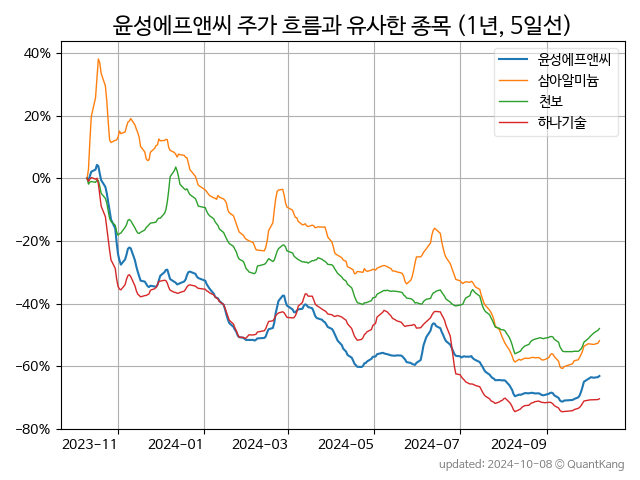 윤성에프앤씨 주가 흐름과 유사한 종목 (1년, 5일선)
윤성에프앤씨
삼아알미늄
천보
하나기술
40%
20%
0%
−20%
−40%
−60%
−80%
2023-11
2024-01
2024-03
2024-05
2024-07
2024-09
updated: 2024-10-08 © QuantKang